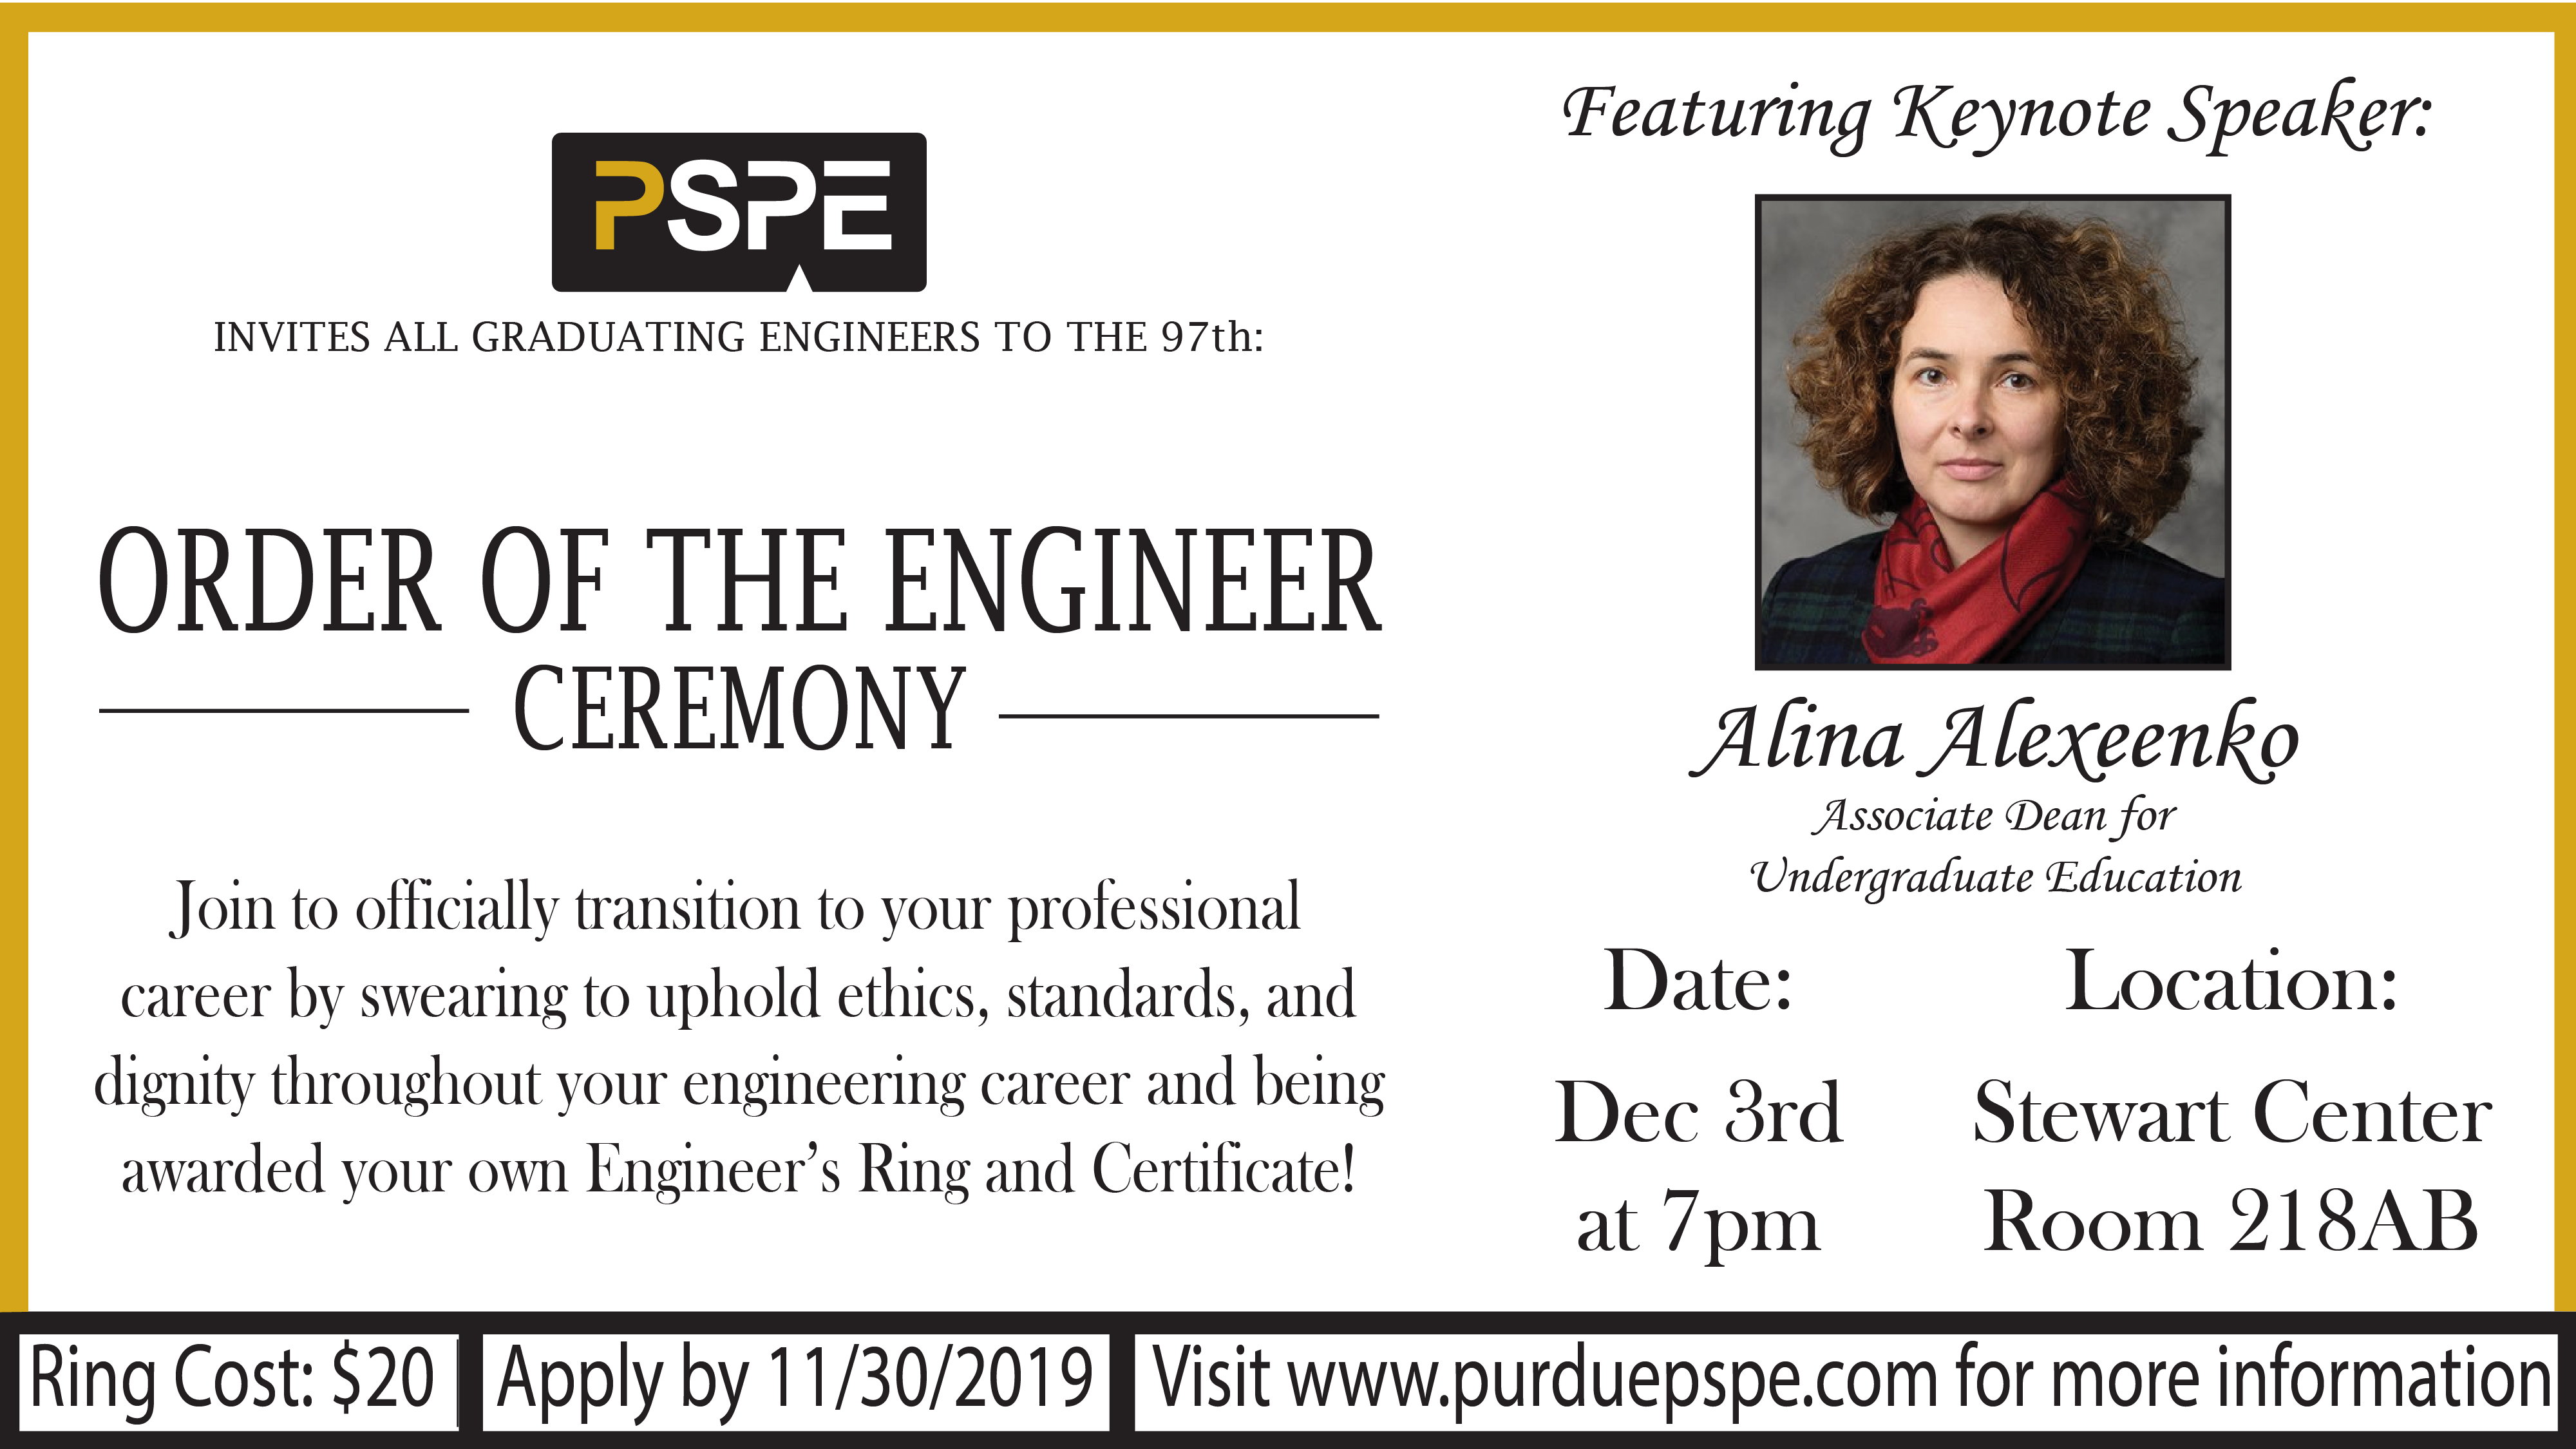 PSPE
INVITES ALL GRADUATING ENGINEERS TO THE 97th:
ORDER OF THE ENGINEER
CEREMONY
Join to officially transition to your professional
career by swearing to uphold ethics, standards, and
dignity throughout your engineering career and being
awarded your own Engineer’s Ring and Certificate!
Featuring Keynote Speaker:
Alina Alexeenko
Associate Dean for
Undergraduate Education
Date:
Dec 3rd
at 7pm
Location:
Stewart Center
Room 218AB
Ring Cost: $20
Apply by 11/30/2019
Visit www.purduepspe.com for more information